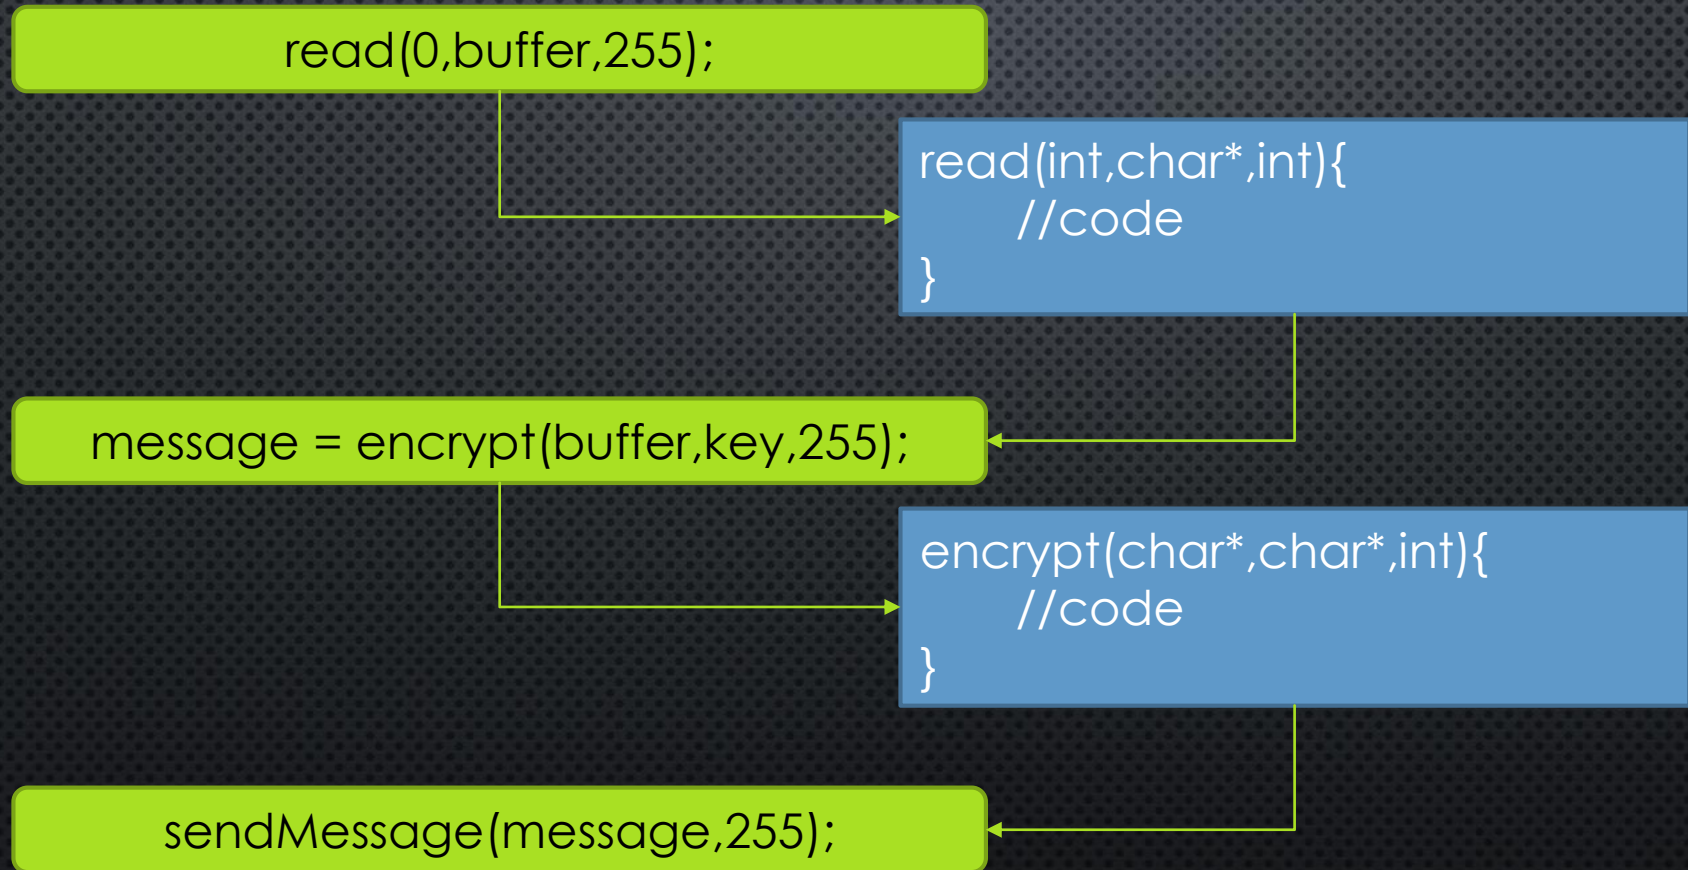 read(0,buffer,255);
read(int,char*,int){
//code
}
message = encrypt(buffer,key,255);
encrypt(char*,char*,int){
//code
}
sendMessage(message,255);